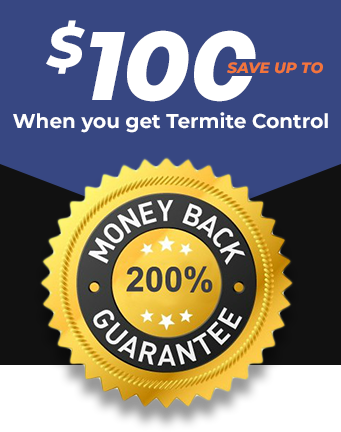 $100
SAVE UP TO
When you get Termite Control
MONEY BACK
200%
GUARANTEE